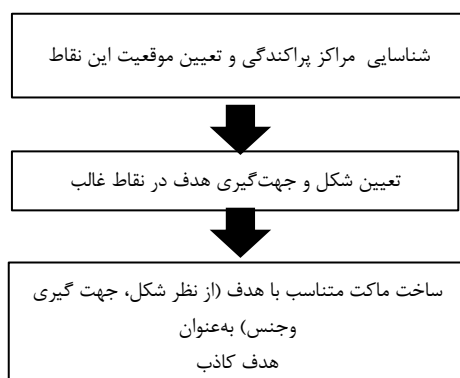 شناسایی مراکز پراکندگی و تعیین موقعیت این نقاط
تعیین شکل و جهت‌گیری هدف در نقاط غالب
ساخت ماکت متناسب با هدف (از نظر شکل، جهت گیری
وجنس) به‌عنوان
هدف کاذب